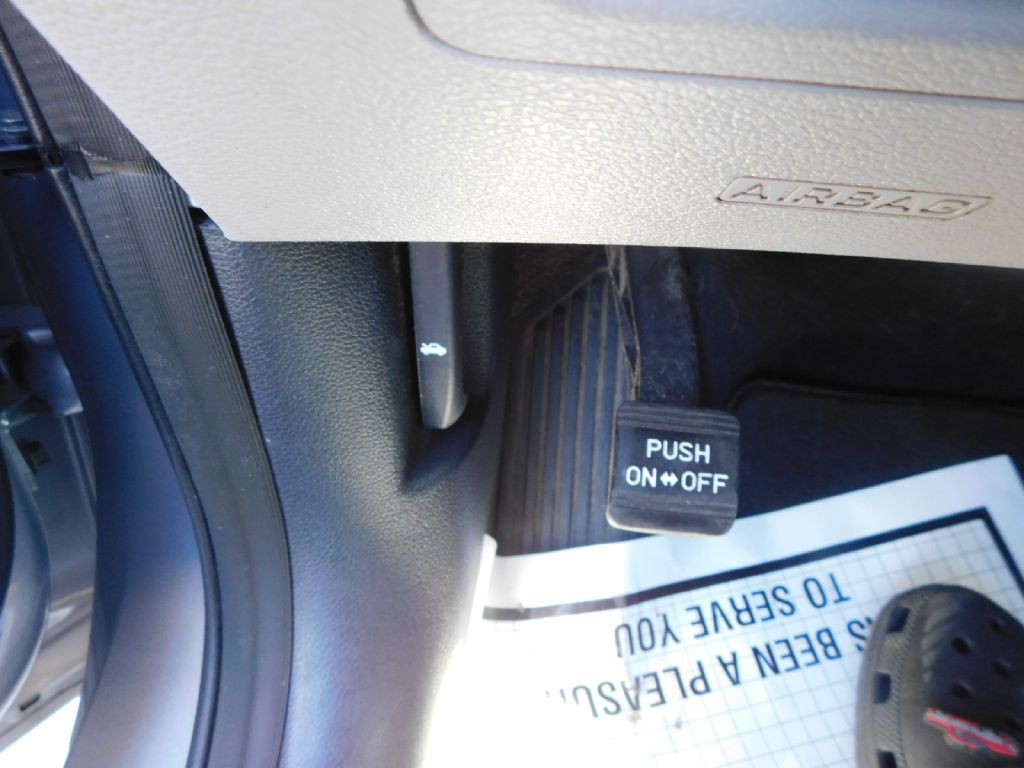 AIRBAG
PUSH
ON⬌OFF
BEEN A PLEASU
TO SERVE YOU